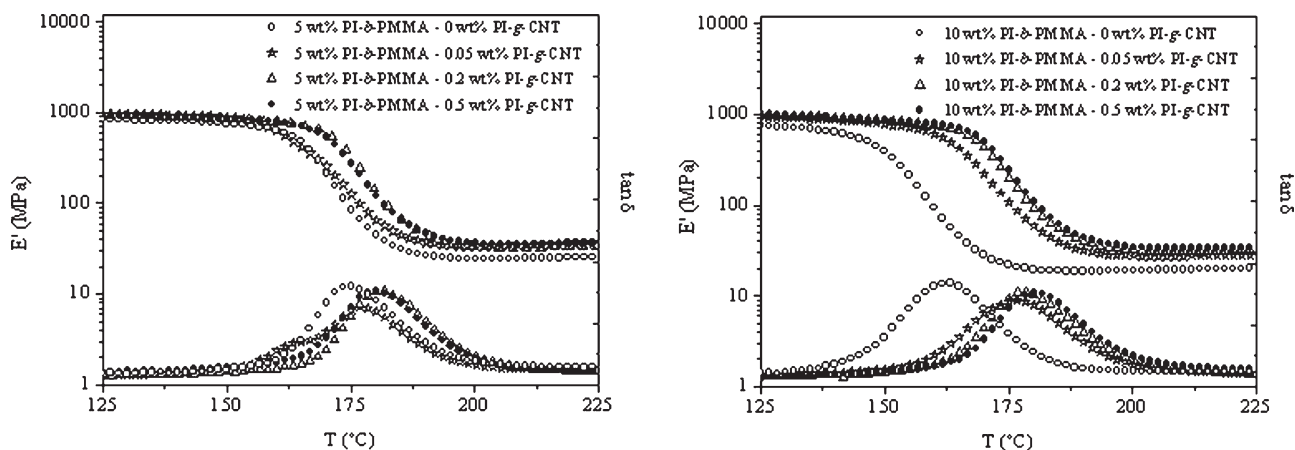 10000
1000
100
10
1
E' (MPa)
5 wt% PI-b-PMMA - 0 wt% PI-g-CNT
5 wt% PI-b-PMMA - 0.05 wt% PI-g-CNT
5 wt% PI-b-PMMA - 0.2 wt% PI-g-CNT
5 wt% PI-b-PMMA - 0.5 wt% PI-g-CNT
tan δ
125 150 175 200 225
T (°C)
10000
1000
100
10
1
E' (MPa)
10 wt% PI-b-PMMA - 0 wt% PI-g-CNT
10 wt% PI-b-PMMA - 0.05 wt% PI-g-CNT
10 wt% PI-b-PMMA - 0.2 wt% PI-g-CNT
10 wt% PI-b-PMMA - 0.5 wt% PI-g-CNT
tan δ
125 150 175 200 225
T (°C)